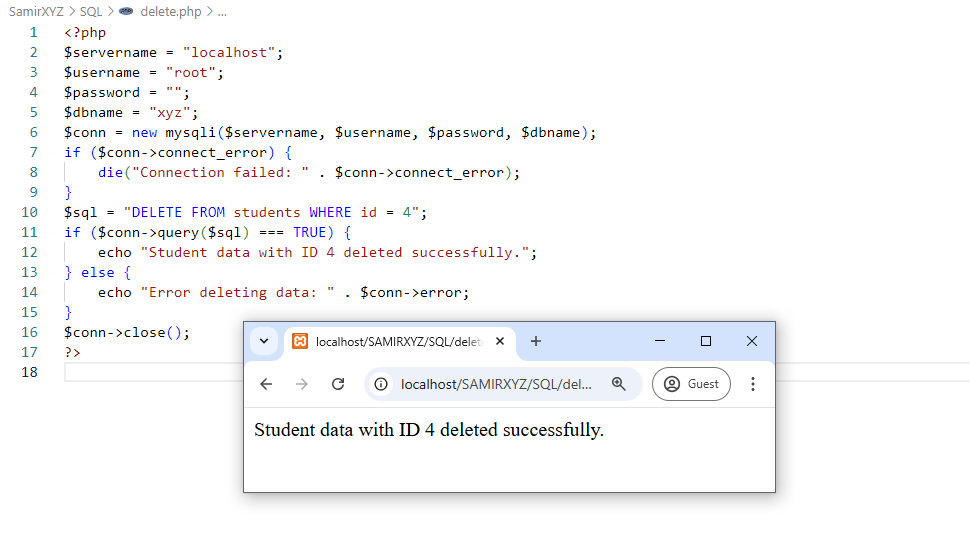 SamirXYZ > SQL > delete.php > ...
1 <?php
2 $servername = "localhost";
3 $username = "root";
4 $password = "";
5 $dbname = "xyz";
6 $conn = new mysqli($servername, $username, $password, $dbname);
7 if ($conn->connect_error) {
8 die("Connection failed: " . $conn->connect_error);
9 }
10 $sql = "DELETE FROM students WHERE id = 4";
11 if ($conn->query($sql) === TRUE) {
12 echo "Student data with ID 4 deleted successfully.";
13 } else {
14 echo "Error deleting data: " . $conn->error;
15 }
16 $conn->close();
17 ?>
18
localhost/SAMIRXYZ/SQL/delet
localhost/SAMIRXYZ/SQL/del... Guest
Student data with ID 4 deleted successfully.